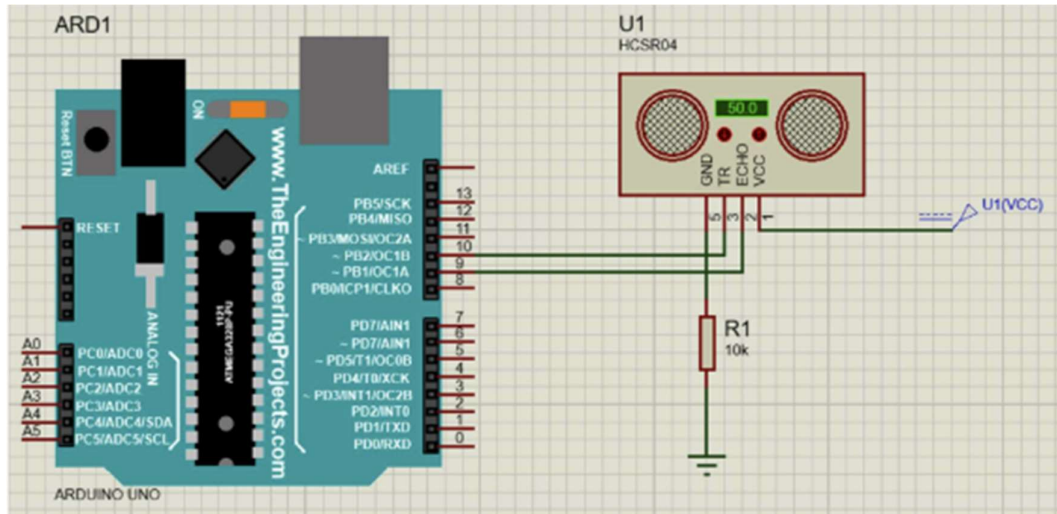 ARD1
Reset BTN
ON
www.TheEngineeringProjects.com
AREF
PB5/SCK 13
PB4/MISO 12
~ PB3/MOSI/OC2A 11
~ PB2/OC1B 10
~ PB1/OC1A 9
PB0/ICP1/CLKO 8
RESET
ANALOG IN
1121
PD7/AIN1 7
~ PD7/AIN1 6
~ PD5/T1/OC0B 5
PD4/T0/XCK 4
~ PD3/INT1/OC2B 3
PD2/INT0 2
PD1/TXD 1
PD0/RXD 0
A0 PC0/ADC0
A1 PC1/ADC1
A2 PC2/ADC2
A3 PC3/ADC3
A4 PC4/ADC4/SDA
A5 PC5/ADC5/SCL
ARDUINO UNO
U1
HCSR04
50.0
GND
TR
ECHO
VCC
5 3 2 1
U1(VCC)
R1
10k